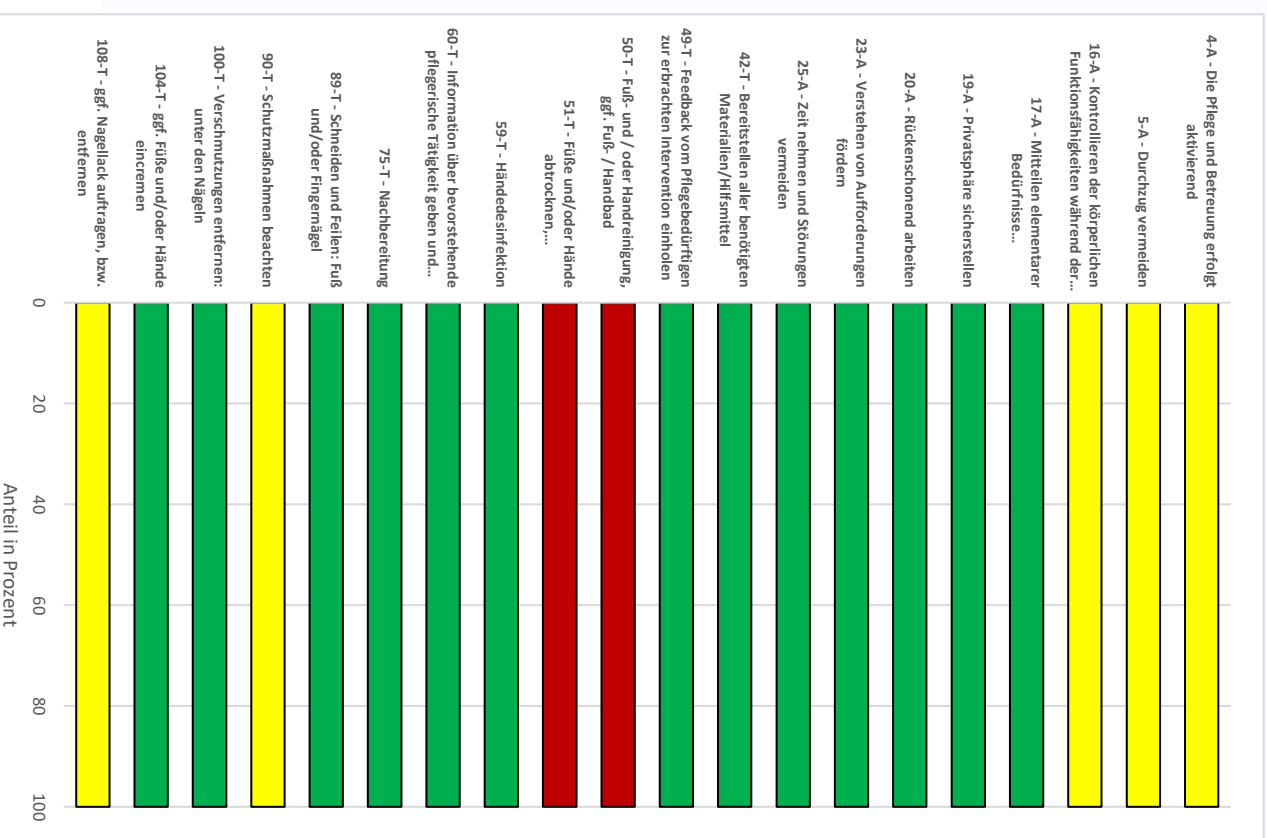 4-A - Die Pflege und Betreuung erfolgt
aktivierend
5-A - Durchzug vermeiden
16-A - Kontrollieren der körperlichen
Funktionsfähigkeiten während der...
17-A - Mitteilen elementarer
Bedürfnisse...
19-A - Privatsphäre sicherstellen
20-A - Rückenschonend arbeiten
23-A - Verstehen von Aufforderungen
fördern
25-A - Zeit nehmen und Störungen
vermeiden
42-T - Bereitstellen aller benötigten
Materialien/Hilfsmittel
49-T - Feedback vom Pflegebedürftigen
zur erbrachten Intervention einholen
50-T - Fuß- und / oder Handreinigung,
ggf. Fuß- / Handbad
51-T - Füße und/oder Hände
abtrocknen,...
59-T - Händedesinfektion
60-T - Information über bevorstehende
pflegerische Tätigkeit geben und...
75-T - Nachbereitung
89-T - Schneiden und Feilen: Fuß
und/oder Fingernägel
90-T - Schutzmaßnahmen beachten
100-T - Verschmutzungen entfernen:
unter den Nägeln
104-T - ggf. Füße und/oder Hände
eincremen
108-T - ggf. Nagellack auftragen, bzw.
entfernen
0
20
40
60
80
100
Anteil in Prozent